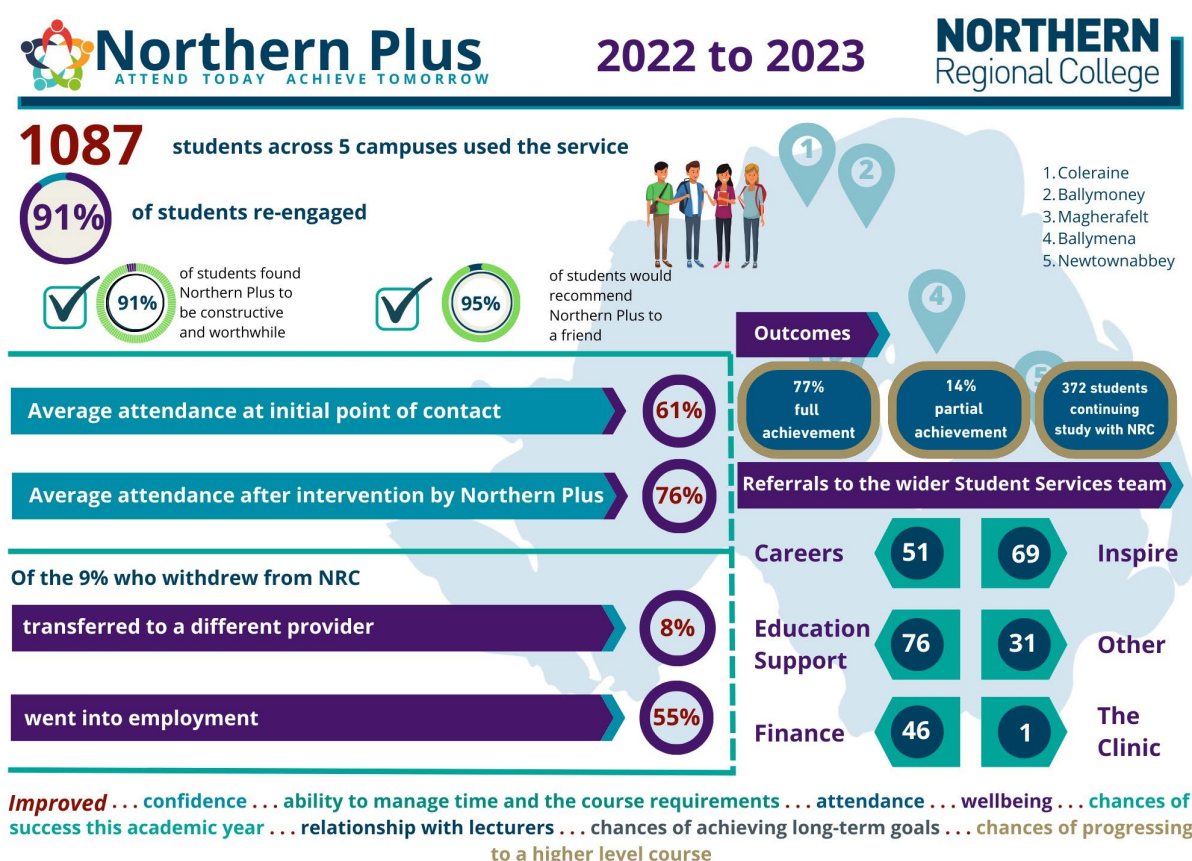 Northern Plus
ATTEND TODAY ACHIEVE TOMORROW
2022 to 2023
NORTHERN
Regional College
1087
students across 5 campuses used the service
91%
of students re-engaged
91%
of students found
Northern Plus to
be constructive
and worthwhile
95%
of students would
recommend
Northern Plus to
a friend
1
2
4
5
1. Coleraine
2. Ballymoney
3. Magherafelt
4. Ballymena
5. Newtownabbey
Average attendance at initial point of contact
61%
Average attendance after intervention by Northern Plus
76%
Of the 9% who withdrew from NRC
transferred to a different provider
8%
went into employment
55%
Outcomes
77%
full
achievement
14%
partial
achievement
372 students
continuing
study with NRC
Referrals to the wider Student Services team
Careers
51
69
Inspire
Education
Support
76
31
Other
Finance
46
1
The
Clinic
Improved . . . confidence . . . ability to manage time and the course requirements . . . attendance . . . wellbeing . . . chances of
success this academic year . . . relationship with lecturers . . . chances of achieving long-term goals . . . chances of progressing
to a higher level course